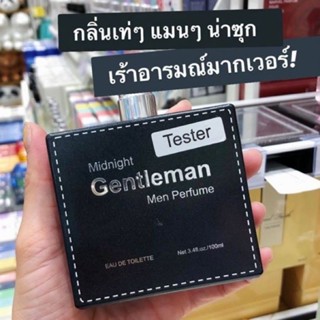 กลิ่นเท่ๆ แมนๆ น่าซุก
เร้าอารมณ์มากเวอร์!
Tester
Midnight
Gentleman
Men Perfume
EAU DE TOILETTE
Net 3.4fl.oz/100ml